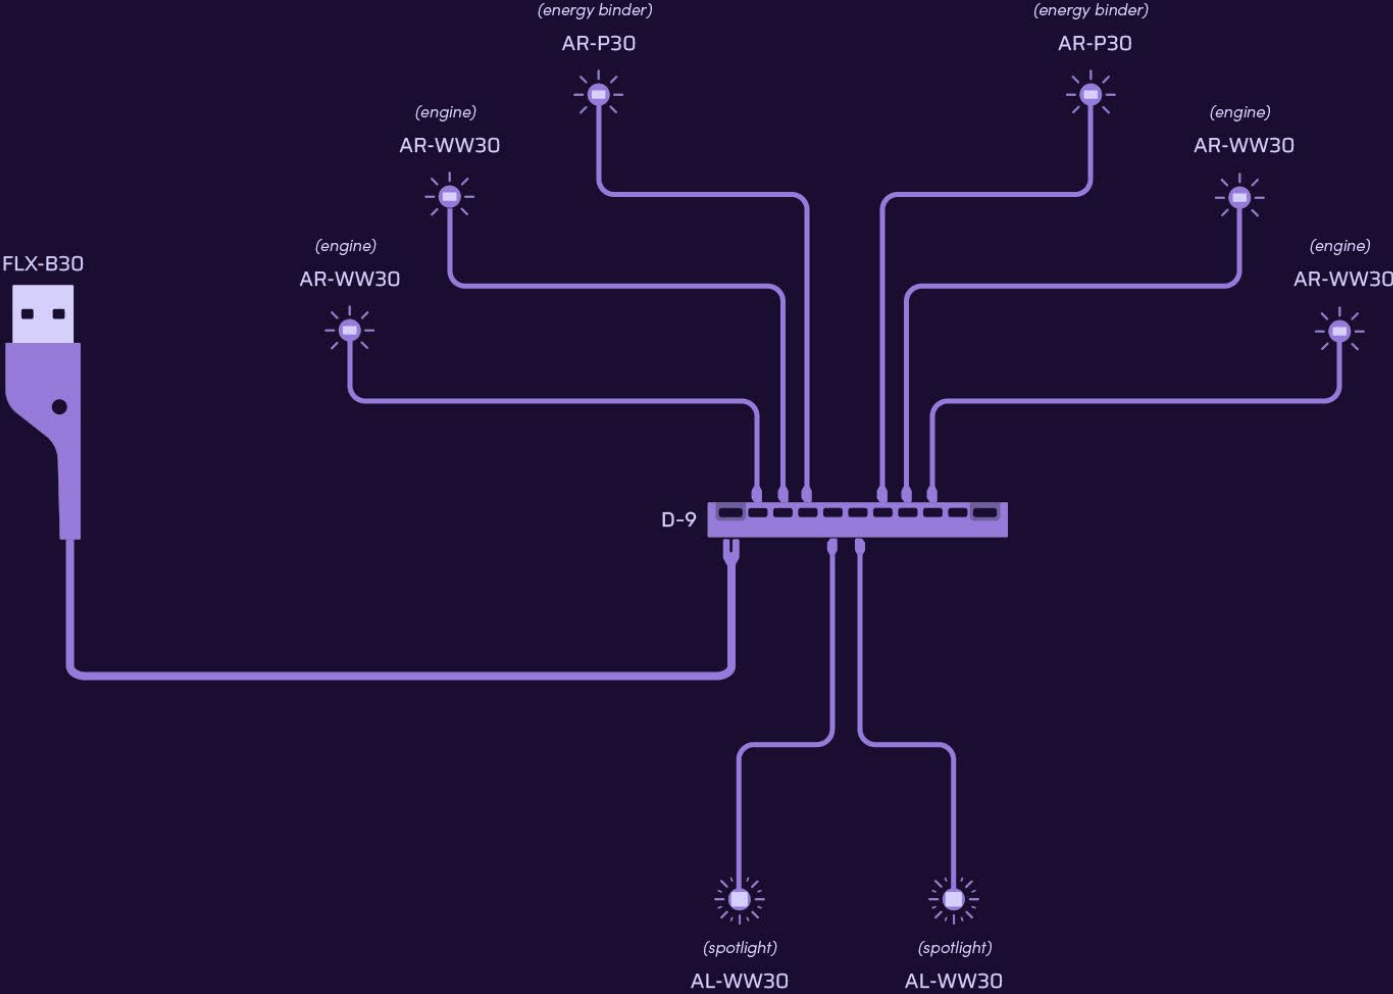 (energy binder)
AR-P30
(energy binder)
AR-P30
(engine)
AR-WW30
(engine)
AR-WW30
(engine)
AR-WW30
(engine)
AR-WW30
FLX-B30
D-9
(spotlight)
AL-WW30
(spotlight)
AL-WW30